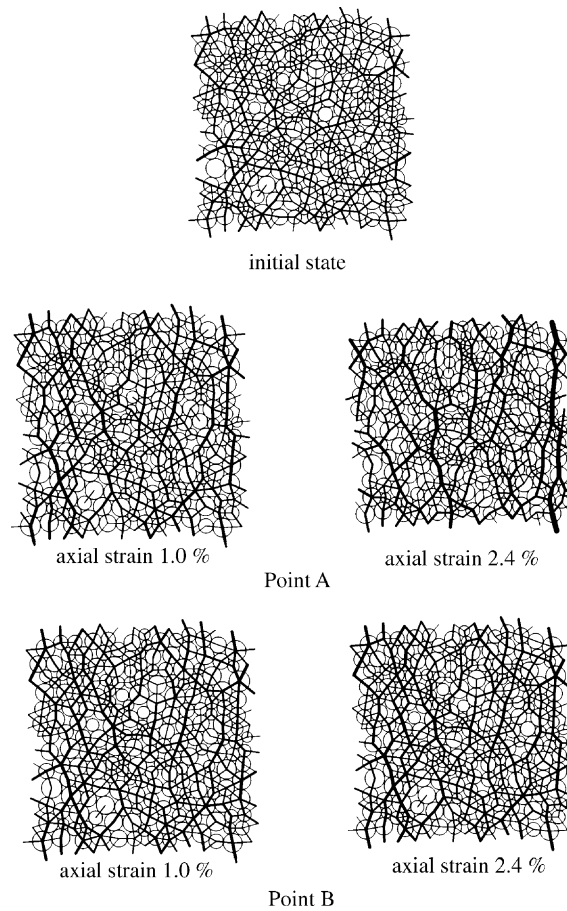 initial state
axial strain 1.0 %
axial strain 2.4 %
Point A
axial strain 1.0 %
axial strain 2.4 %
Point B